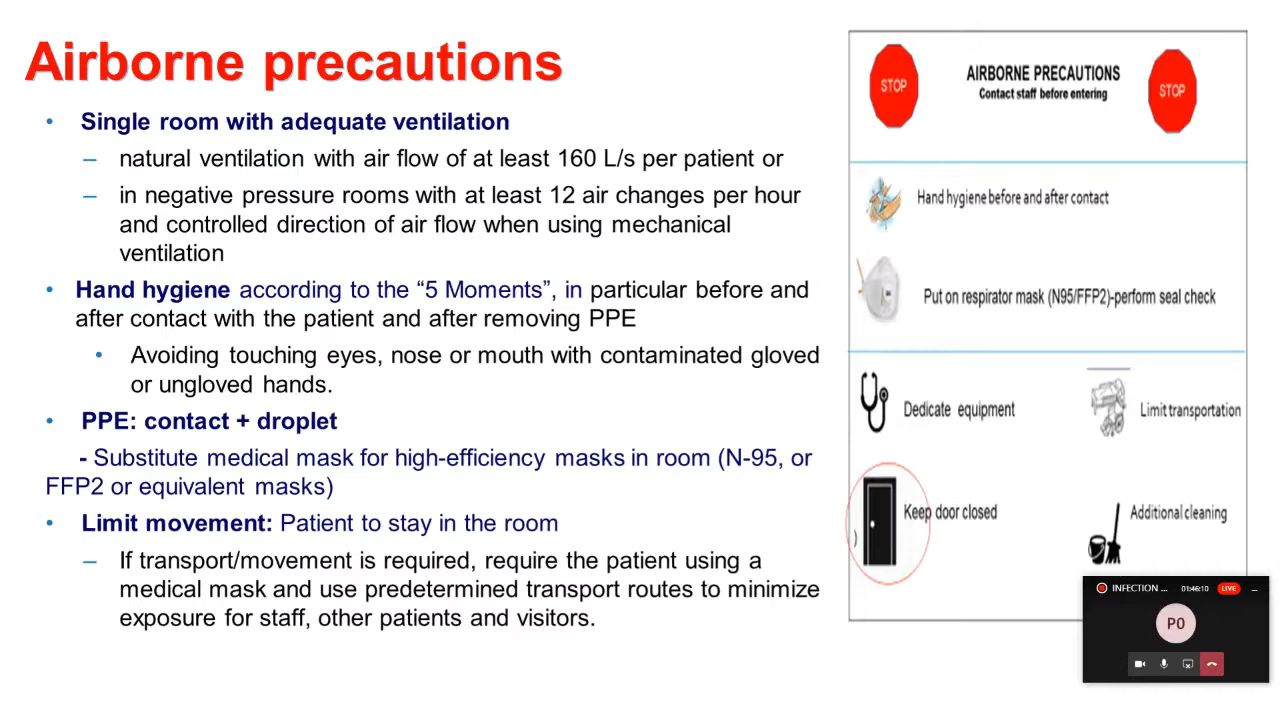 Airborne precautions
• Single room with adequate ventilation
– natural ventilation with air flow of at least 160 L/s per patient or
– in negative pressure rooms with at least 12 air changes per hour
and controlled direction of air flow when using mechanical
ventilation
• Hand hygiene according to the “5 Moments”, in particular before and
after contact with the patient and after removing PPE
• Avoiding touching eyes, nose or mouth with contaminated gloved
or ungloved hands.
• PPE: contact + droplet
- Substitute medical mask for high-efficiency masks in room (N-95, or
FFP2 or equivalent masks)
• Limit movement: Patient to stay in the room
– If transport/movement is required, require the patient using a
medical mask and use predetermined transport routes to minimize
exposure for staff, other patients and visitors.
STOP
AIRBORNE PRECAUTIONS
Contact staff before entering
STOP
Hand hygiene before and after contact
Put on respirator mask (N95/FFP2)-perform seal check
Dedicate equipment
Limit transportation
Keep door closed
)
Additional cleaning
INFECTION ... 01:46:10 LIVE
PO